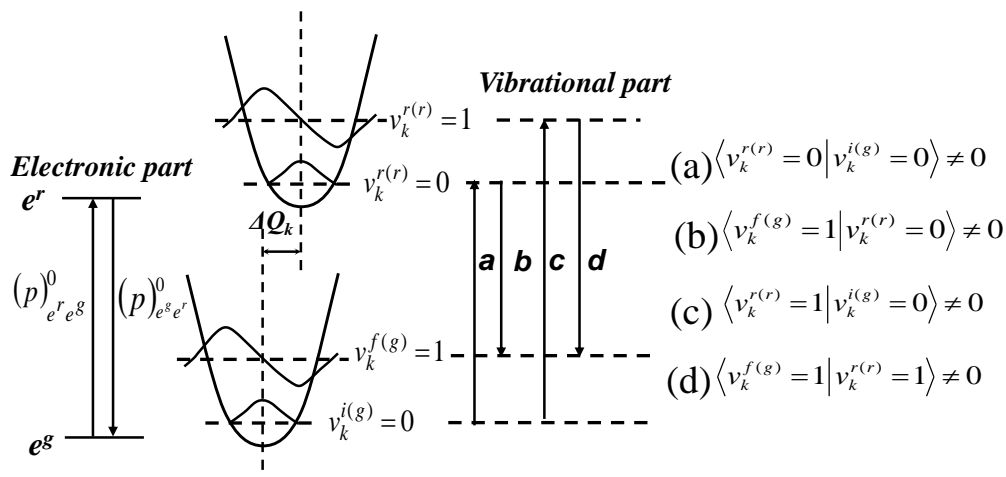 Vibrational part
v_k^{r(r)} = 1
Electronic part
e^r
v_k^{r(r)} = 0
(a) ⟨v_k^{r(r)} = 0 | v_k^{i(g)} = 0⟩ ≠ 0
ΔQ_k
a b c d
(b) ⟨v_k^{f(g)} = 1 | v_k^{r(r)} = 0⟩ ≠ 0
(p)^0_{e^r e^g} (p)^0_{e^g e^r}
(c) ⟨v_k^{r(r)} = 1 | v_k^{i(g)} = 0⟩ ≠ 0
v_k^{f(g)} = 1
(d) ⟨v_k^{f(g)} = 1 | v_k^{r(r)} = 1⟩ ≠ 0
v_k^{i(g)} = 0
e^g